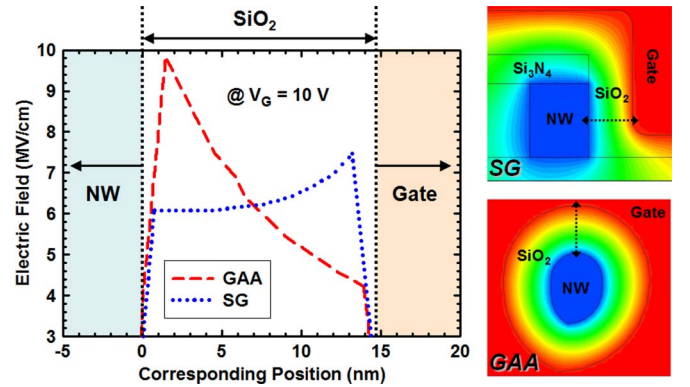 SiO2
10
9
8
7
6
5
4
3
Electric Field (MV/cm)
@ VG = 10 V
NW
Gate
GAA
SG
-5
0
5
10
15
20
Corresponding Position (nm)
Si3N4
SiO2
NW
Gate
SG
Gate
SiO2
NW
GAA